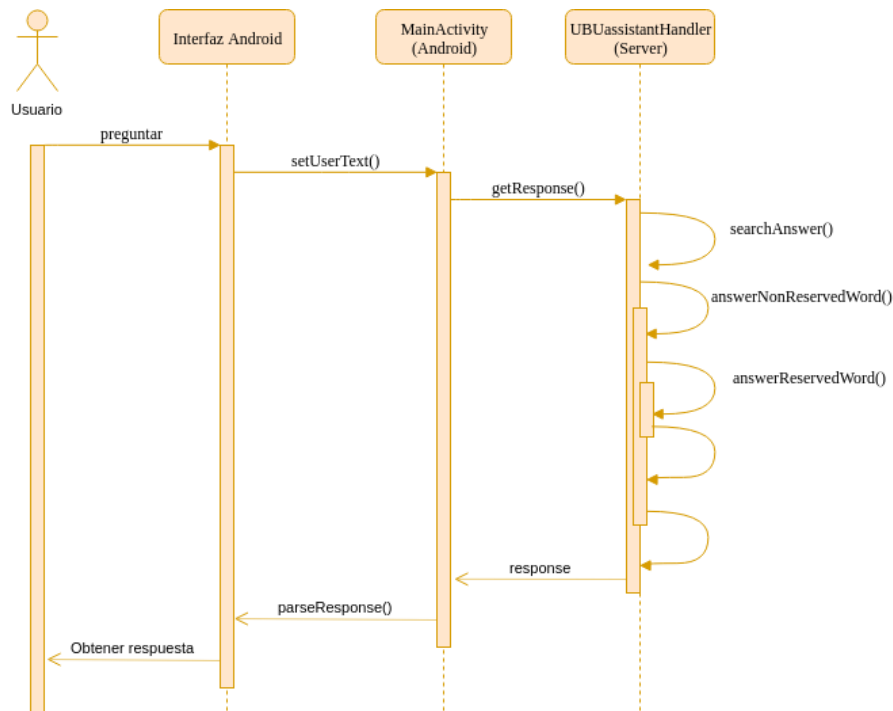 Usuario
Interfaz Android
MainActivity
(Android)
UBUassistantHandler
(Server)
preguntar
setUserText()
getResponse()
searchAnswer()
answerNonReservedWord()
answerReservedWord()
response
parseResponse()
Obtener respuesta